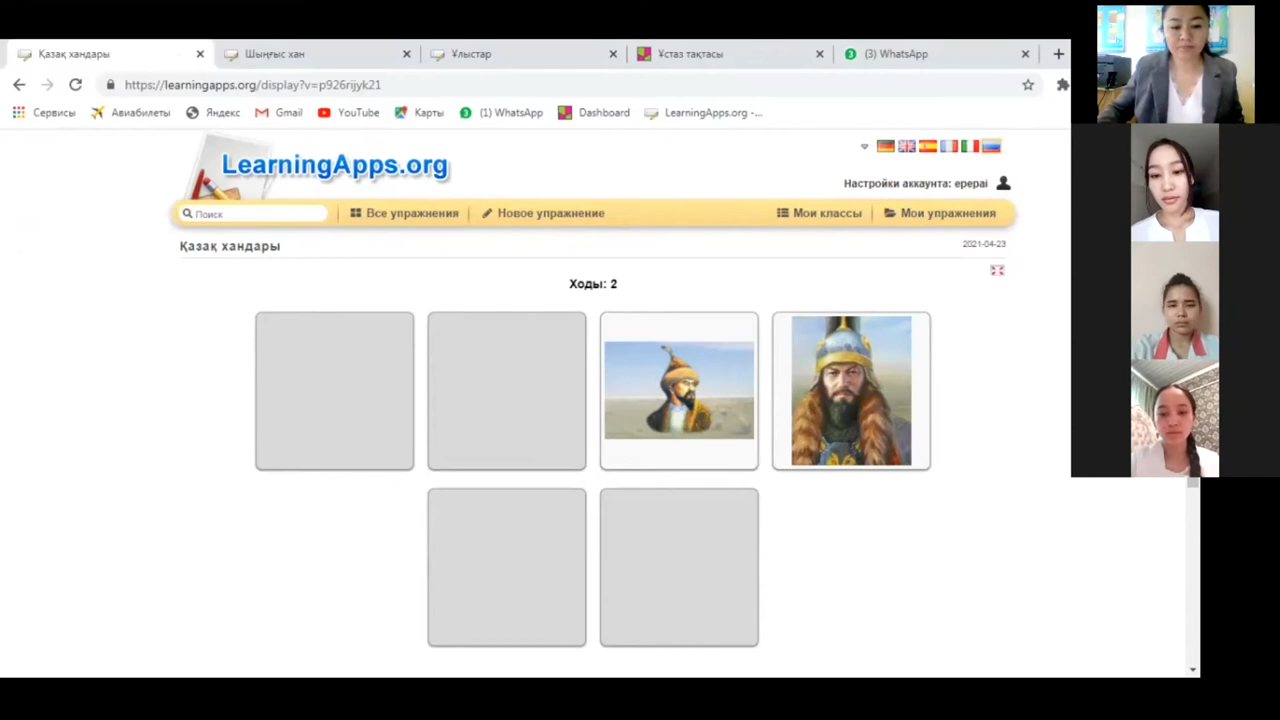 Қазақ хандары
Шыңғыс хан
Ұлыстар
Ұстаз тақтасы
(3) WhatsApp
https://learningapps.org/display?v=p926rijyk21
Сервисы
Авиабилеты
Яндекс
Gmail
YouTube
Карты
(1) WhatsApp
Dashboard
LearningApps.org -...
LearningApps.org
Настройки аккаунта: epepai
Поиск
Все упражнения
Новое упражнение
Мои классы
Мои упражнения
Қазақ хандары
2021-04-23
Ходы: 2